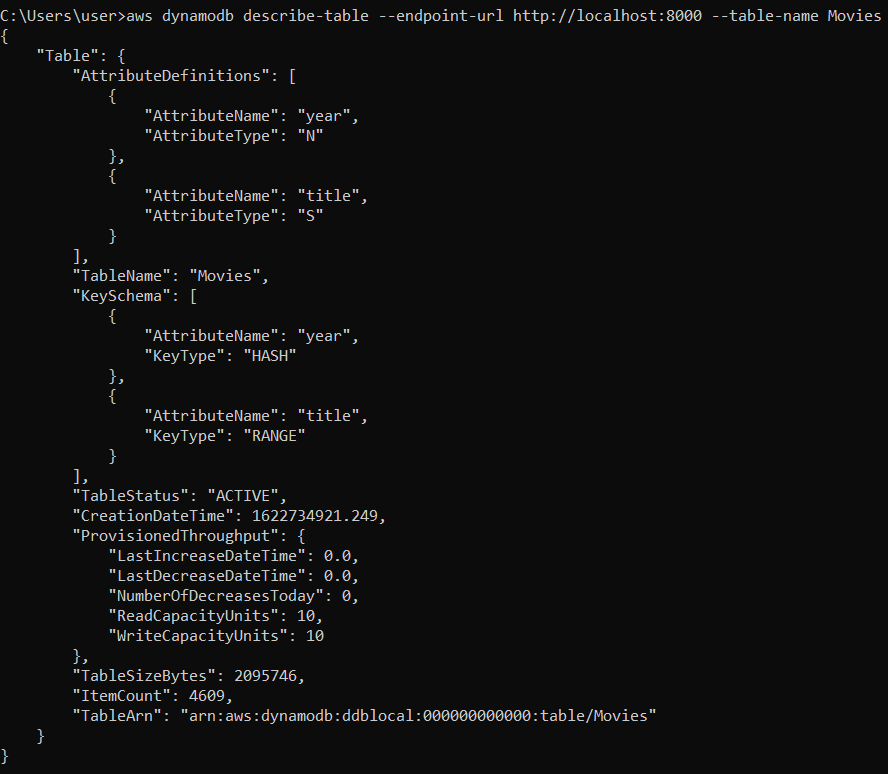 C:\Users\user>aws dynamodb describe-table --endpoint-url http://localhost:8000 --table-name Movies
{
    "Table": {
        "AttributeDefinitions": [
            {
                "AttributeName": "year",
                "AttributeType": "N"
            },
            {
                "AttributeName": "title",
                "AttributeType": "S"
            }
        ],
        "TableName": "Movies",
        "KeySchema": [
            {
                "AttributeName": "year",
                "KeyType": "HASH"
            },
            {
                "AttributeName": "title",
                "KeyType": "RANGE"
            }
        ],
        "TableStatus": "ACTIVE",
        "CreationDateTime": 1622734921.249,
        "ProvisionedThroughput": {
            "LastIncreaseDateTime": 0.0,
            "LastDecreaseDateTime": 0.0,
            "NumberOfDecreasesToday": 0,
            "ReadCapacityUnits": 10,
            "WriteCapacityUnits": 10
        },
        "TableSizeBytes": 2095746,
        "ItemCount": 4609,
        "TableArn": "arn:aws:dynamodb:ddblocal:000000000000:table/Movies"
    }
}